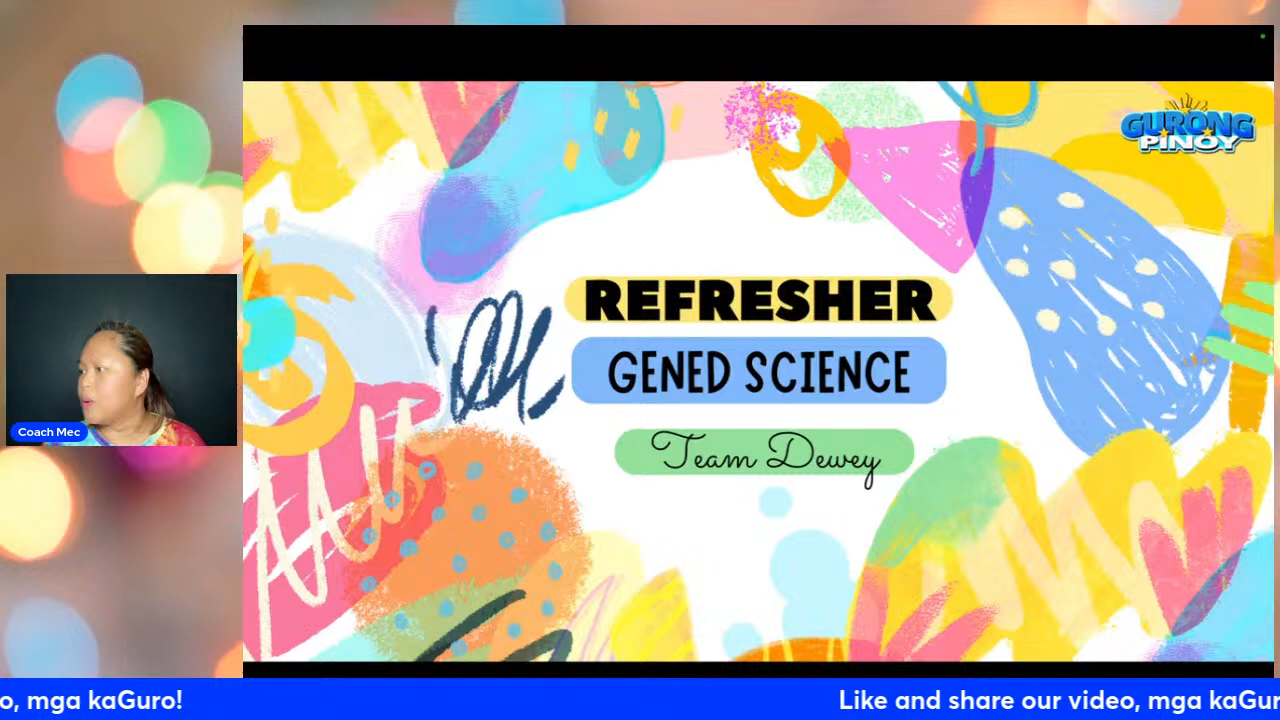 GURONG
PINOY
REFRESHER
GENED SCIENCE
Team Dewey
Coach Mec
o, mga kaGuro!
Like and share our video, mga kaGur